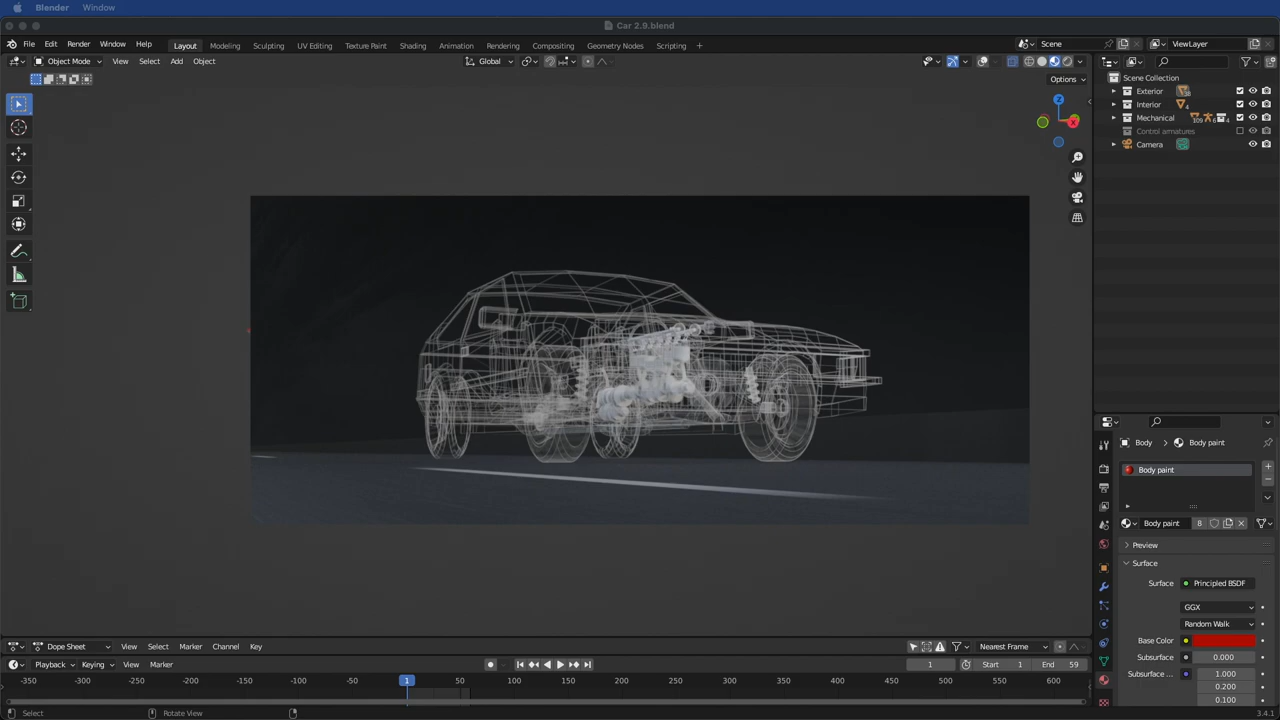 Blender Window
Car 2.9.blend
File Edit Render Window Help Layout Modeling Sculpting UV Editing Texture Paint Shading Animation Rendering Compositing Geometry Nodes Scripting + Scene ViewLayer
Object Mode View Select Add Object Global
Options
Scene Collection
Exterior
Interior
Mechanical
Control armatures
Camera
Z
X
Body > Body paint
Body paint
Body paint 8
Preview
Surface
Surface Principled BSDF
GGX
Random Walk
Base Color
Subsurface 0.000
Subsurface ... 1.000
0.200
0.100
Dope Sheet View Select Marker Channel Key Nearest Frame
Playback Keying View Marker 1 Start 1 End 59
-350 -300 -250 -200 -150 -100 -50 1 50 100 150 200 250 300 350 400 450 500 550 600
Select Rotate View 3.4.1